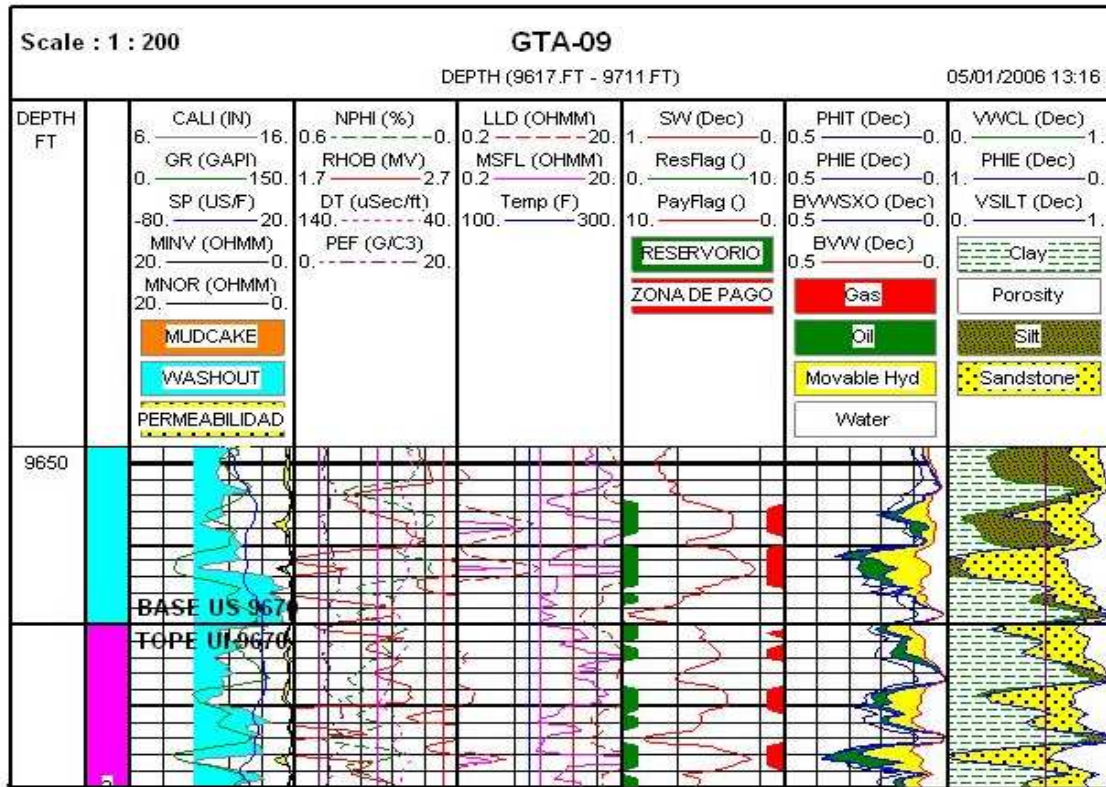 Scale : 1 : 200
GTA-09
DEPTH (9617.FT - 9711.FT)
05/01/2006 13:16
DEPTH
FT
CALI (IN)
6. 16.
GR (GAPI)
0. 150.
SP (US/F)
-80. 20.
MINV (OHMM)
20. 0.
MNOR (OHMM)
20. 0.
MUDCAKE
WASHOUT
PERMEABILIDAD
NPHI (%)
0.6 0.
RHOB (MV)
1.7 2.7
DT (uSec/ft)
140. 40.
PEF (G/C3)
0. 20.
LLD (OHMM)
0.2 20.
MSFL (OHMM)
0.2 20.
Temp (F)
100. 300.
SW (Dec)
1. 0.
ResFlag ()
0. 10.
PayFlag ()
10. 0.
RESERVORIO
ZONA DE PAGO
PHIT (Dec)
0.5 0.
PHIE (Dec)
0.5 0.
BVWSXO (Dec)
0.5 0.
BVW (Dec)
0.5 0.
Gas
Oil
Movable Hyd
Water
VWCL (Dec)
0. 1.
PHIE (Dec)
1. 0.
VSILT (Dec)
0. 1.
Clay
Porosity
Silt
Sandstone
9650
BASE US 9670
TOPE UI 9670